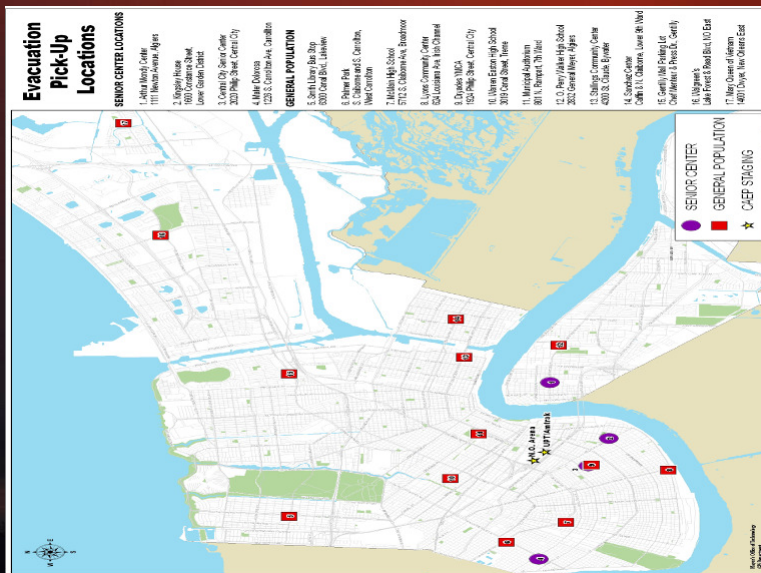 Evacuation
Pick-Up
Locations
SENIOR CENTER LOCATIONS
1. Arthur Mondy Center
1111 Newton Avenue, Algiers
2. Kingsley House
1600 Constance Street,
Lower Garden District
3. Central City Senior Center
2020 Philip Street, Central City
4. Mater Dolorosa
1226 S. Carrollton Ave, Carrollton
GENERAL POPULATION
5. Smith Library Bus Stop
6300 Canal Blvd., Lakeview
6. Palmer Park
S. Claiborne and S. Carrollton,
West Carrollton
7. McMain High School
5712 S. Claiborne Ave, Broadmoor
8. Lyons Community Center
624 Louisiana Ave, Irish Channel
9. Dryades YMCA
1924 Philip Street, Central City
10. Warren Easton High School
3019 Canal Street, Treme
11. Municipal Auditorium
801 N. Rampart, 7th Ward
12. O. Perry Walker High School
2832 General Meyer, Algiers
13. Stallings Community Center
4300 St. Claude, Bywater
14. Sanchez Center
Caffin & N. Claiborne, Lower 9th Ward
15. Gentilly Mall Parking Lot
Chef Menteur & Press Dr., Gentilly
16. Walgreen's
Lake Forest & Read Blvd, NO East
17. Mary Queen of Vietnam
14001 Dwyer, New Orleans East
N.O. Arena
UPT/Amtrak
SENIOR CENTER
GENERAL POPULATION
CAEP STAGING
N
E
S
W